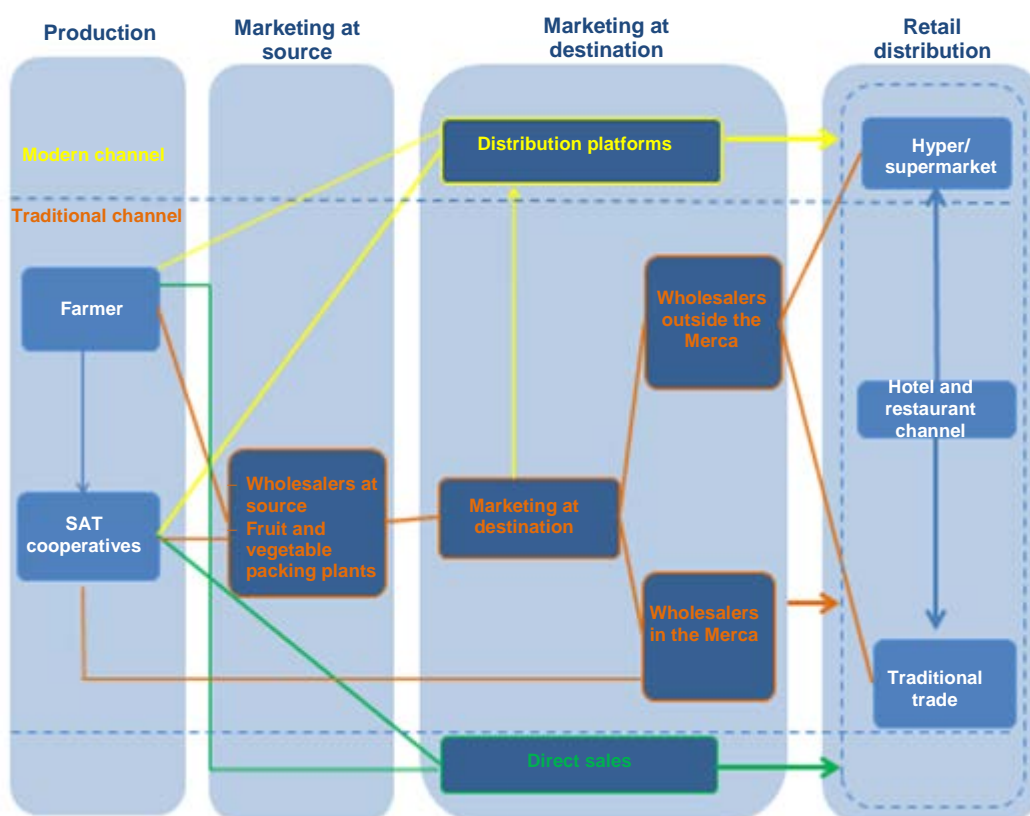 Production
Marketing at
source
Marketing at
destination
Retail
distribution
Modern channel
Distribution platforms
Hyper/
supermarket
Traditional channel
Farmer
Wholesalers
outside the
Merca
Hotel and
restaurant
channel
- Wholesalers at
source
- Fruit and
vegetable
packing plants
Marketing at
destination
SAT
cooperatives
Wholesalers
in the Merca
Traditional
trade
Direct sales